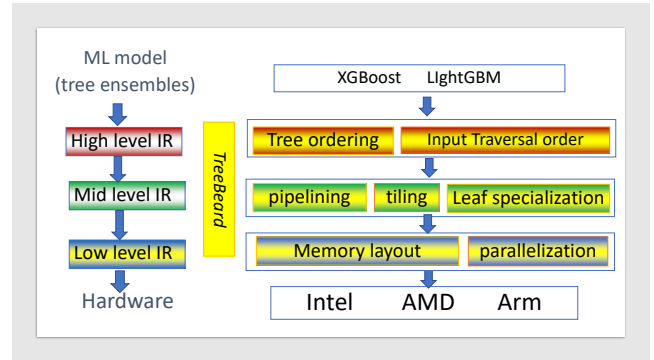 ML model
(tree ensembles)
High level IR
Mid level IR
Low level IR
Hardware
TreeBeard
XGBoost LIghtGBM
Tree ordering Input Traversal order
pipelining tiling Leaf specialization
Memory layout parallelization
Intel AMD Arm